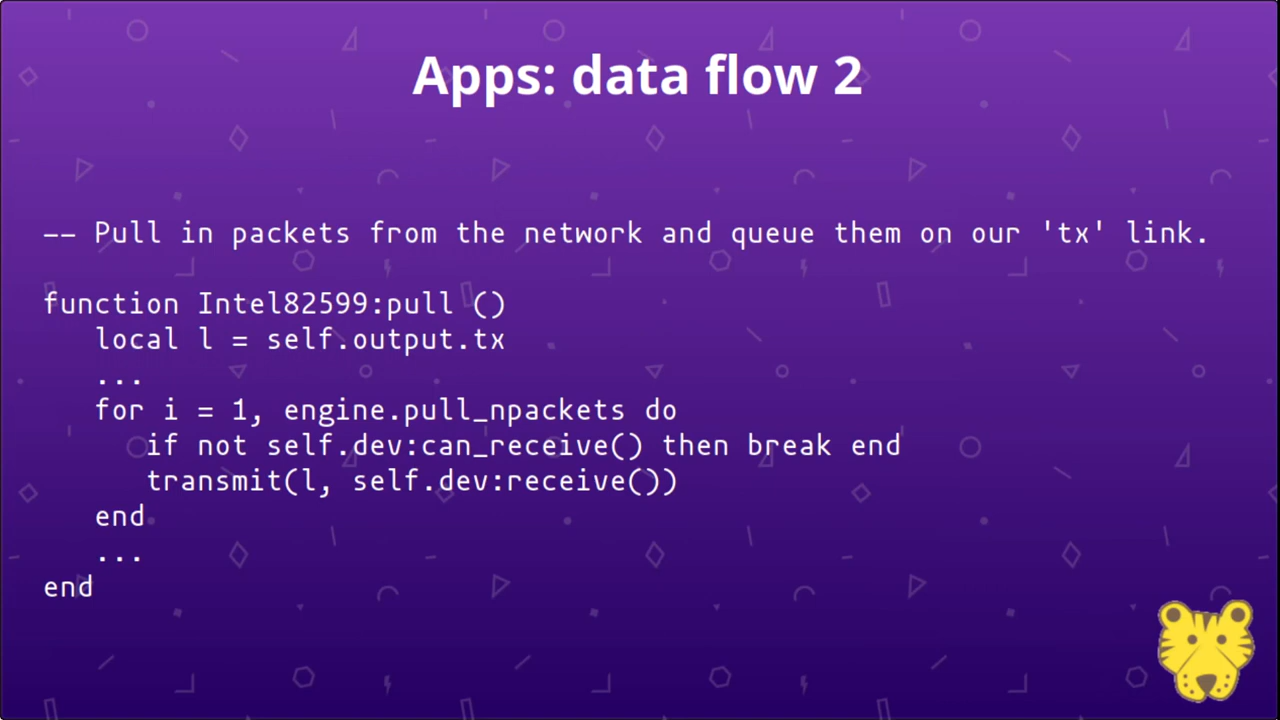 Apps: data flow 2
-- Pull in packets from the network and queue them on our 'tx' link.
function Intel82599:pull ()
local l = self.output.tx
...
for i = 1, engine.pull_npackets do
if not self.dev:can_receive() then break end
transmit(l, self.dev:receive())
end
...
end